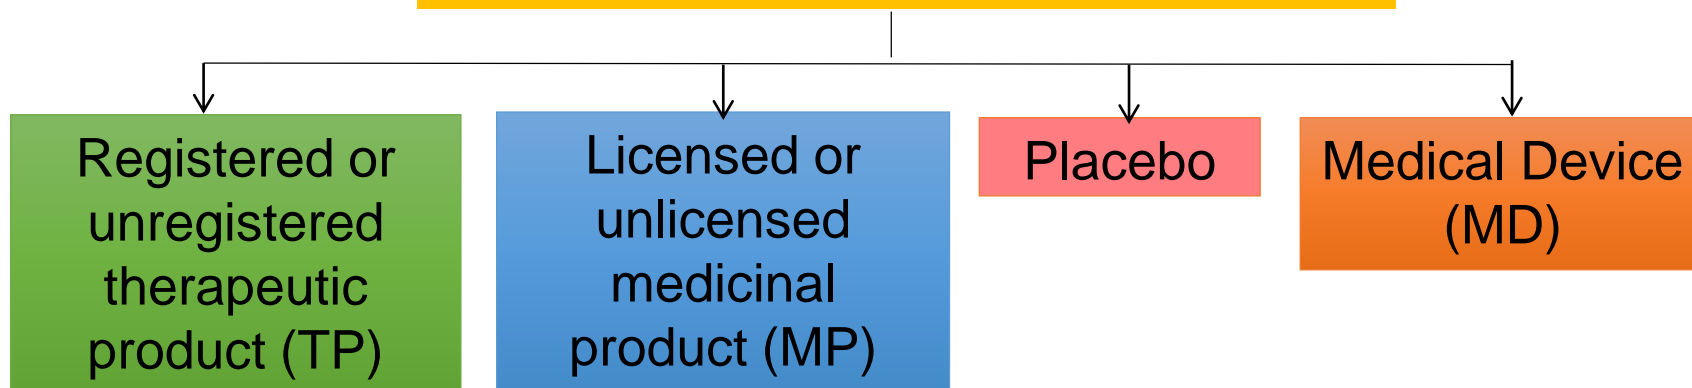 Registered or
unregistered
therapeutic
product (TP)
Licensed or
unlicensed
medicinal
product (MP)
Placebo
Medical Device
(MD)